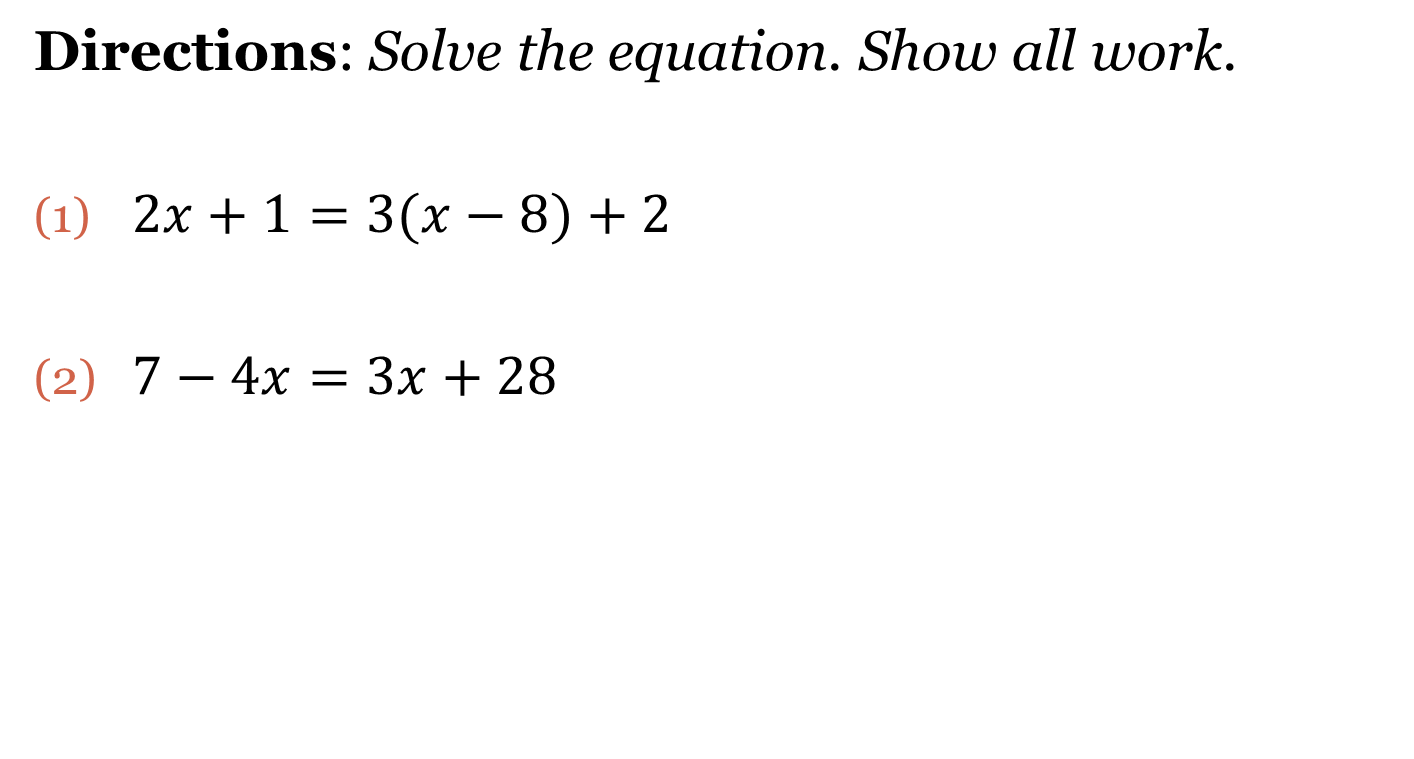 Directions: Solve the equation. Show all work.
(1) 2x + 1 = 3(x − 8) + 2
(2) 7 − 4x = 3x + 28